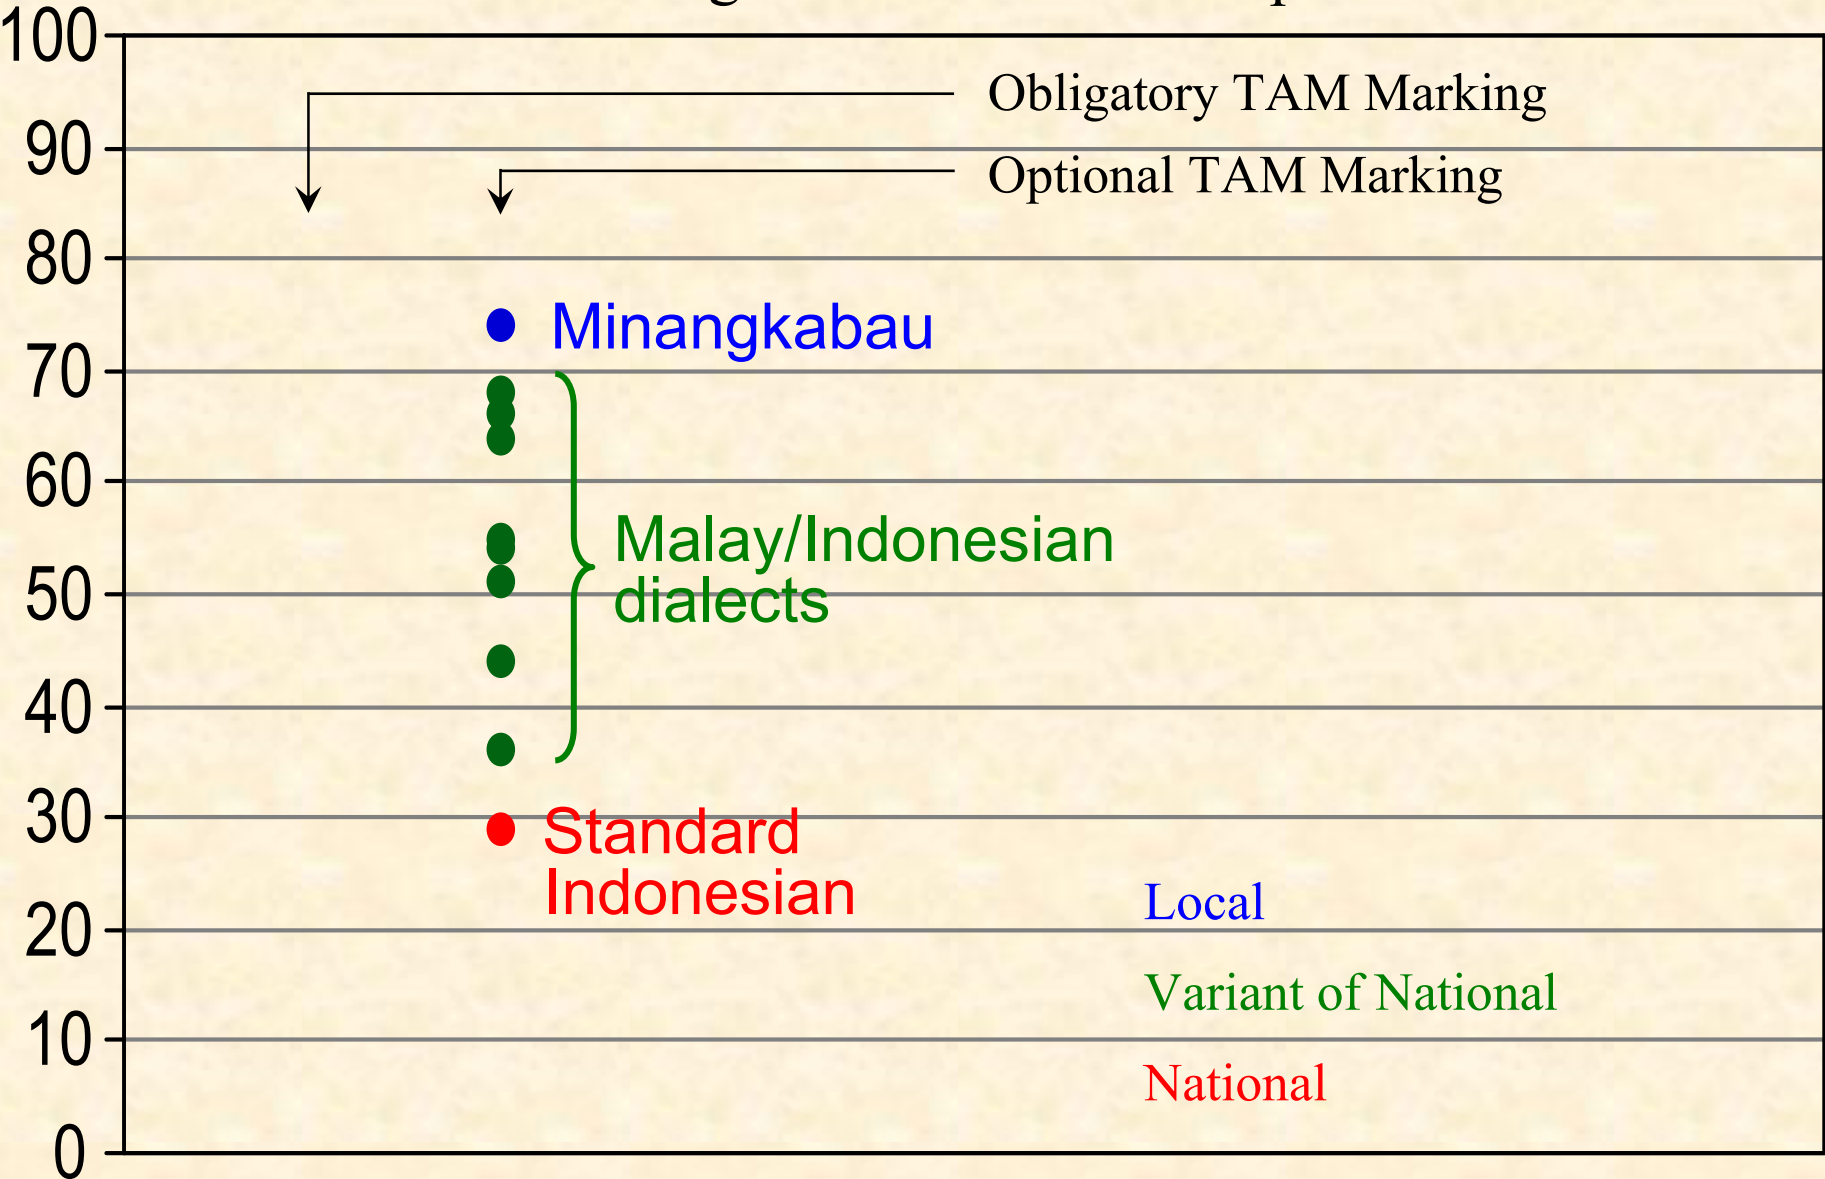 100
90
80
70
60
50
40
30
20
10
0
Obligatory TAM Marking
Optional TAM Marking
Minangkabau
Malay/Indonesian
dialects
Standard
Indonesian
Local
Variant of National
National